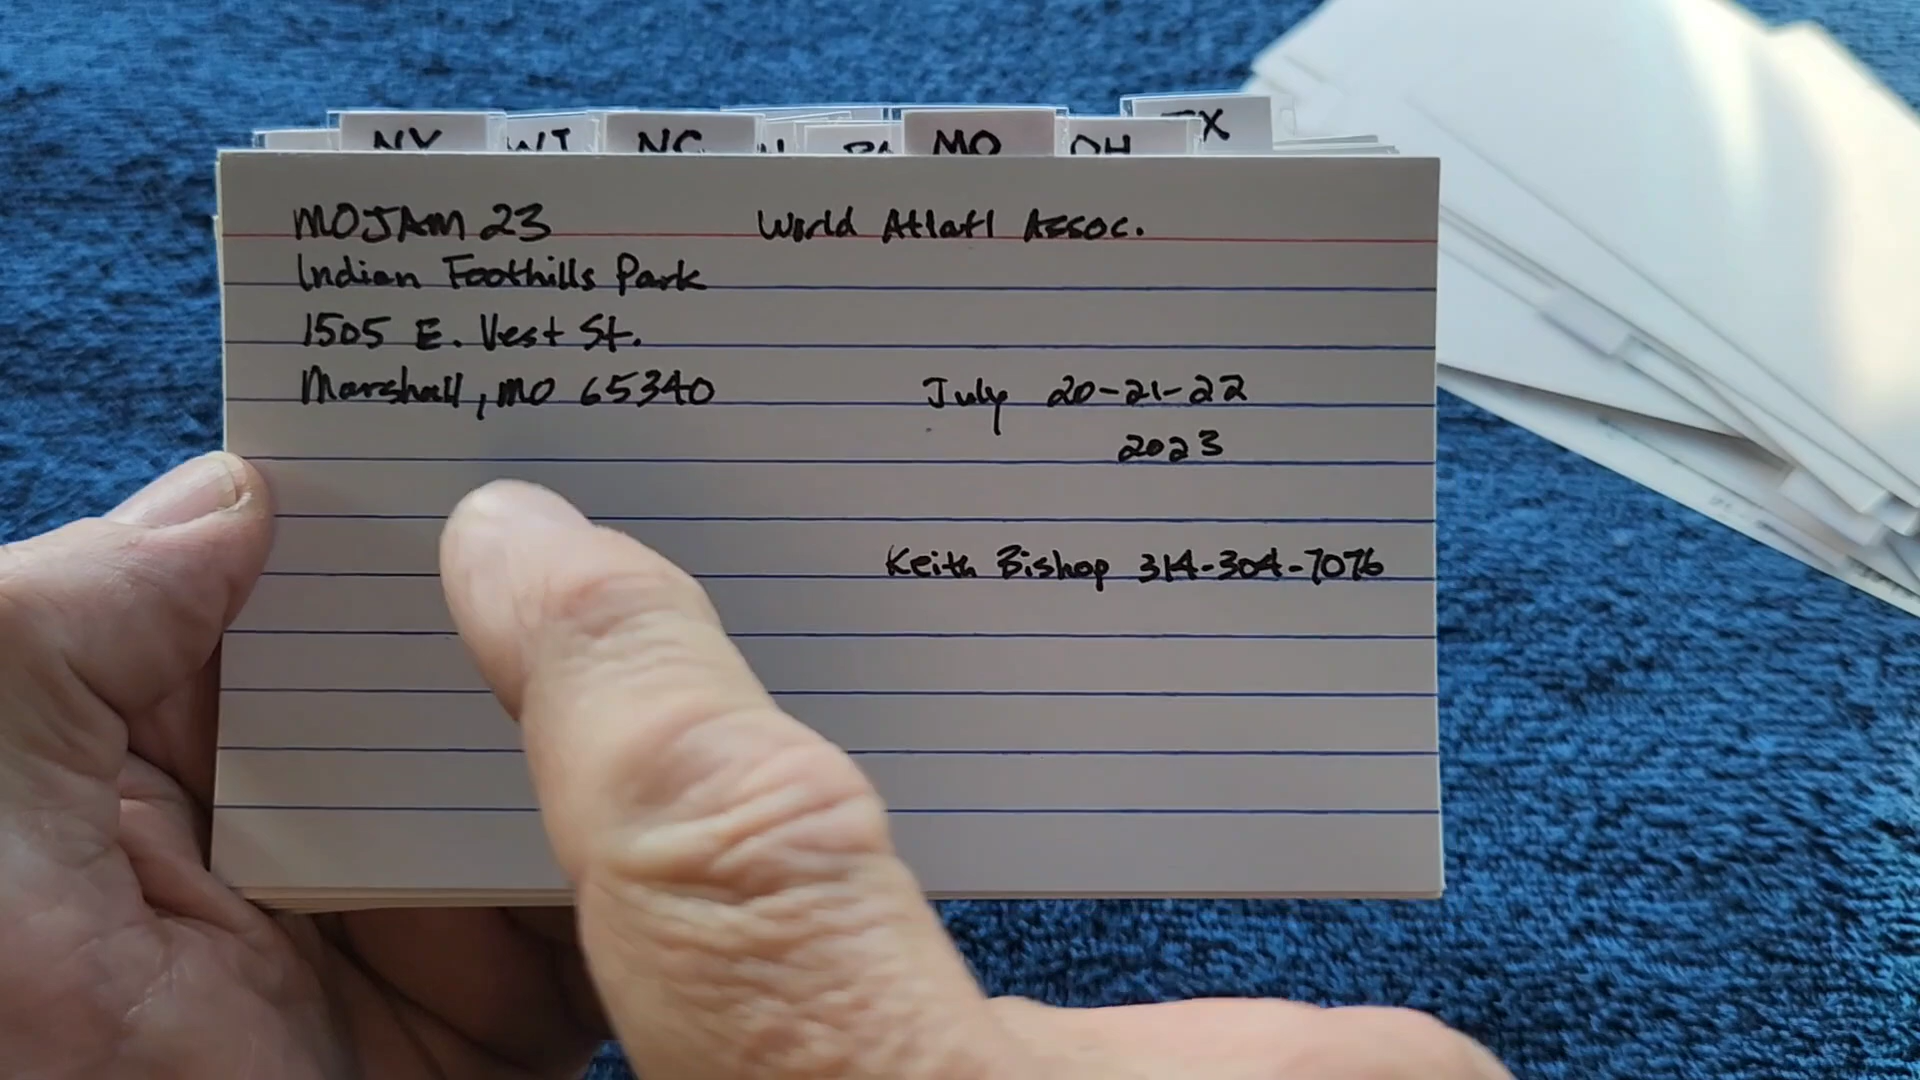 NY WI NC PA MO OH TX
MOJAM 23 World Atlatl Assoc.
Indian Foothills Park
1505 E. Vest St.
Marshall, MO 65340 July 20-21-22
2023
Keith Bishop 314-304-7076